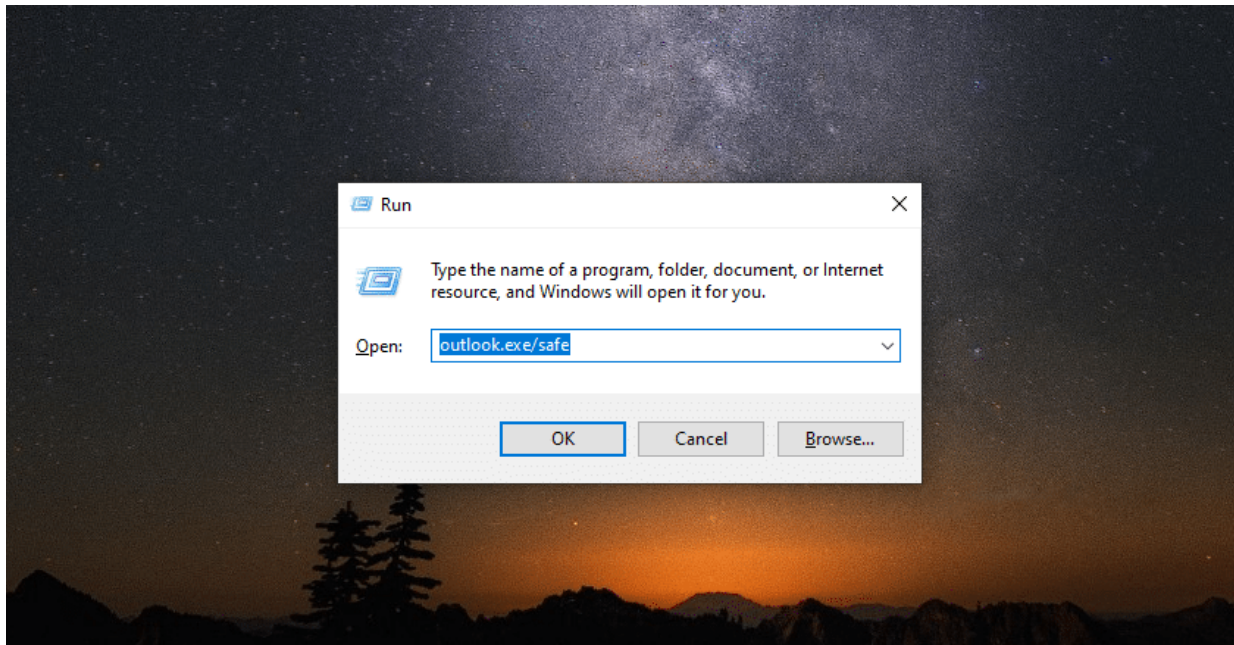 Run
Type the name of a program, folder, document, or Internet
resource, and Windows will open it for you.
Open:
outlook.exe/safe
OK
Cancel
Browse...